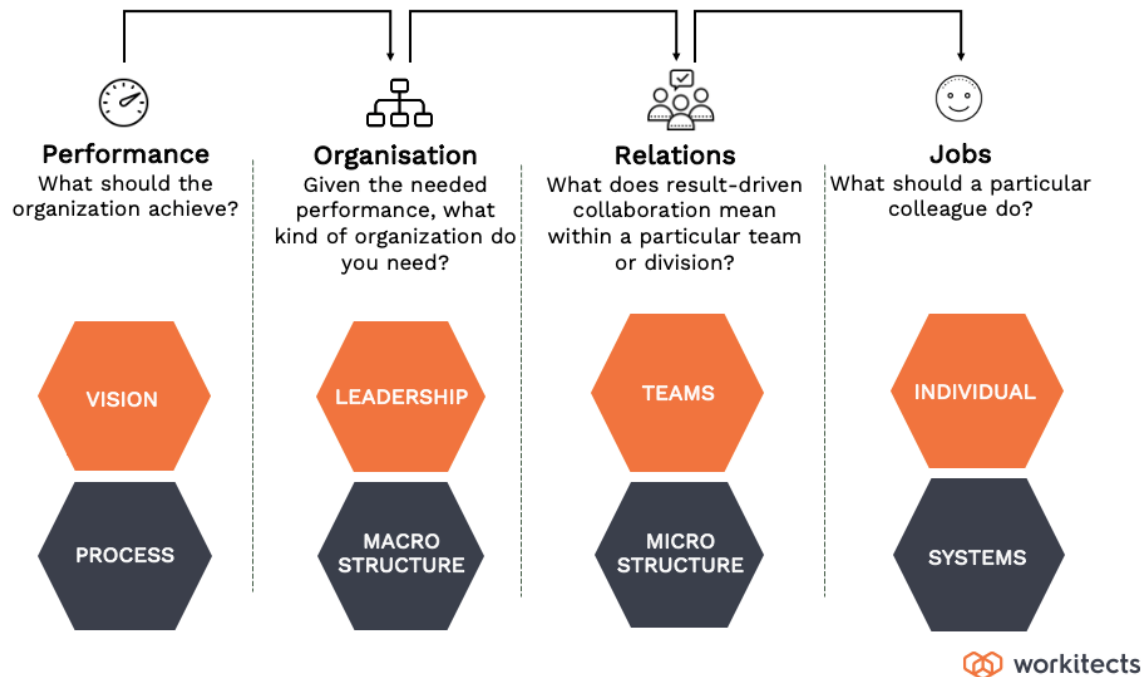 Performance
What should the
organization achieve?
Organisation
Given the needed
performance, what
kind of organization do
you need?
Relations
What does result-driven
collaboration mean
within a particular team
or division?
Jobs
What should a particular
colleague do?
VISION
LEADERSHIP
TEAMS
INDIVIDUAL
PROCESS
MACRO
STRUCTURE
MICRO
STRUCTURE
SYSTEMS
workitects